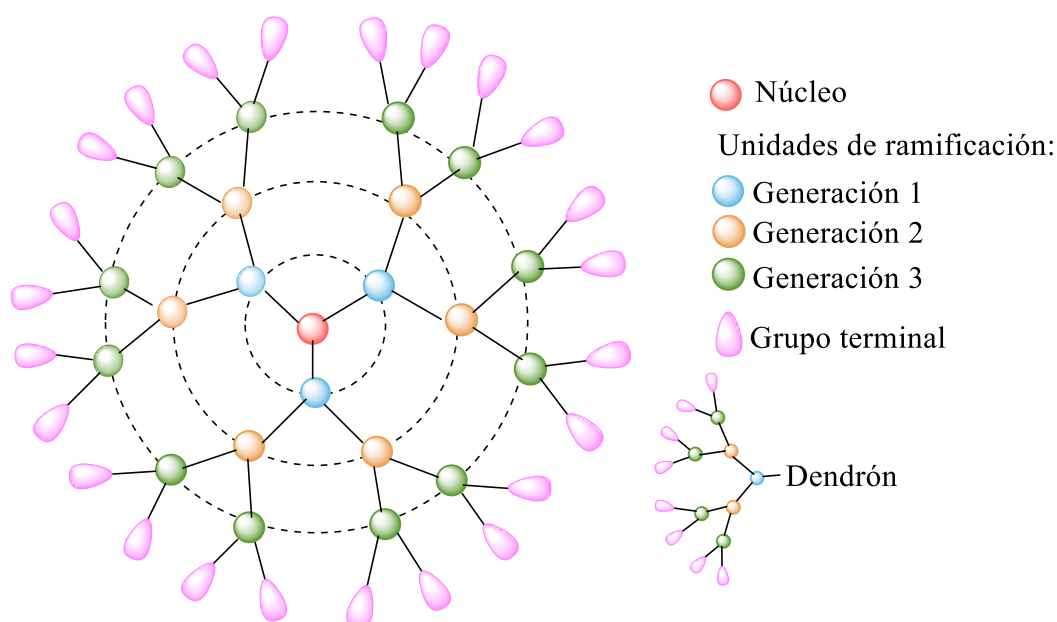 Núcleo
Unidades de ramificación:
Generación 1
Generación 2
Generación 3
Grupo terminal
Dendrón